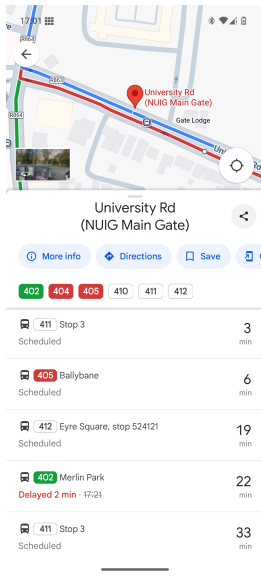 17:01
R864
R863
R864
University Rd
(NUIG Main Gate)
Gate Lodge
University Rd
(NUIG Main Gate)
More info
Directions
Save
402 404 405 410 411 412
411 Stop 3
3
Scheduled
min
405 Ballybane
6
Scheduled
min
412 Eyre Square, stop 524121
19
Scheduled
min
402 Merlin Park
22
Delayed 2 min · 17:21
min
411 Stop 3
33
Scheduled
min